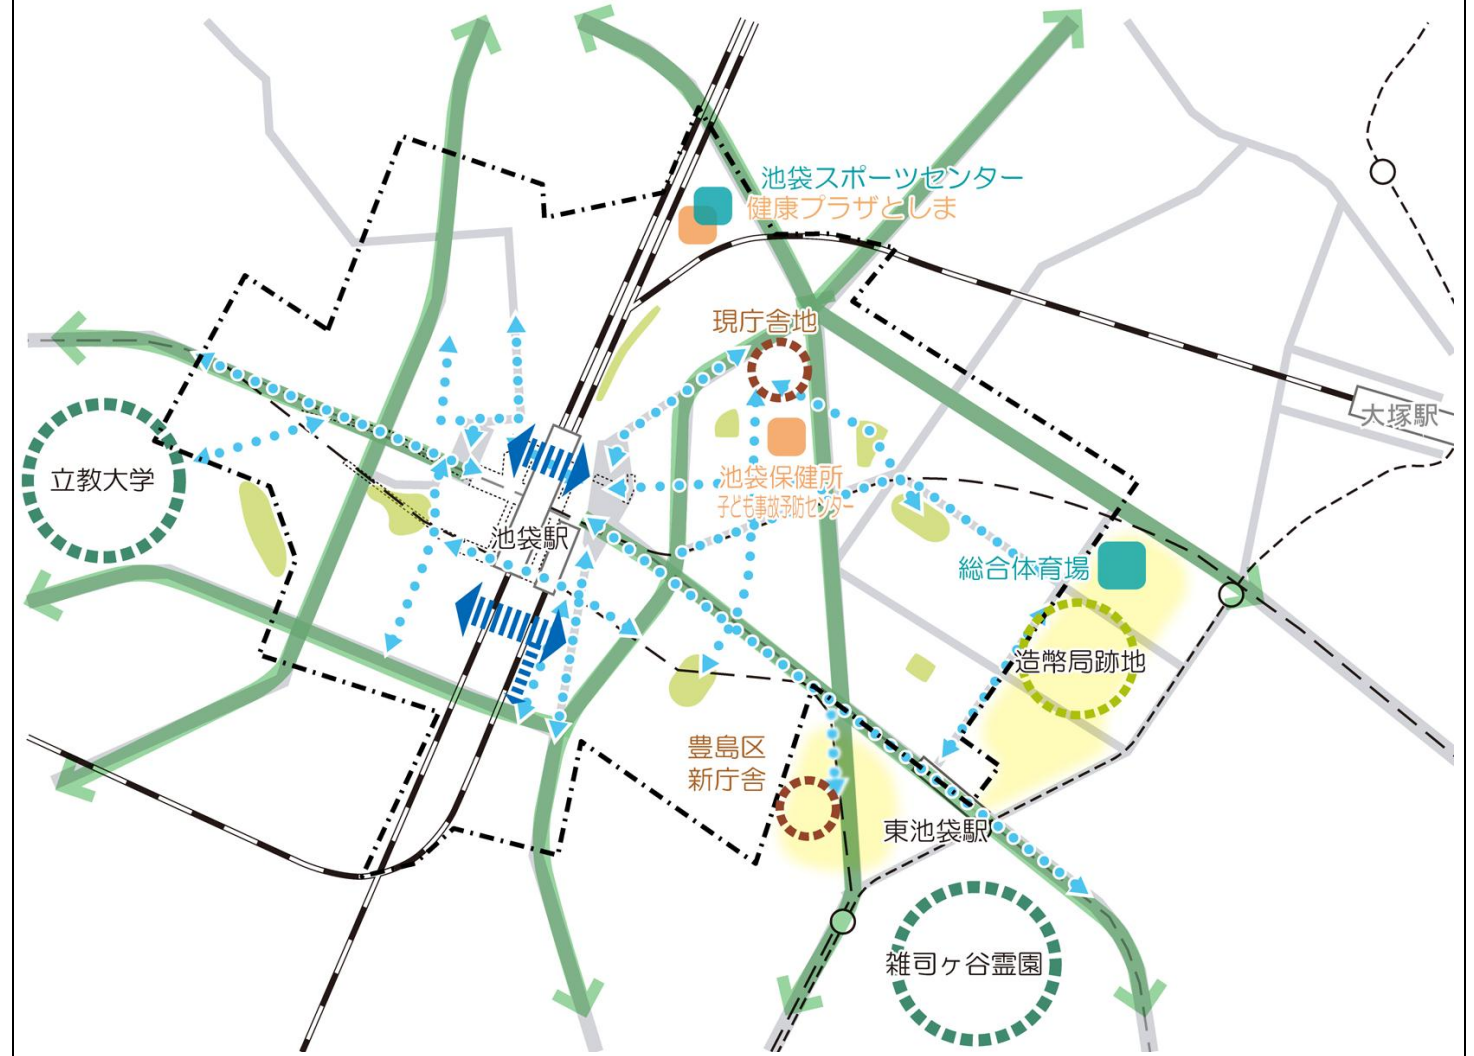 池袋スポーツセンター
健康プラザとしま
現庁舎地
大塚駅
立教大学
池袋保健所
子ども事故予防センター
池袋駅
総合体育場
造幣局跡地
豊島区
新庁舎
東池袋駅
雑司ヶ谷霊園